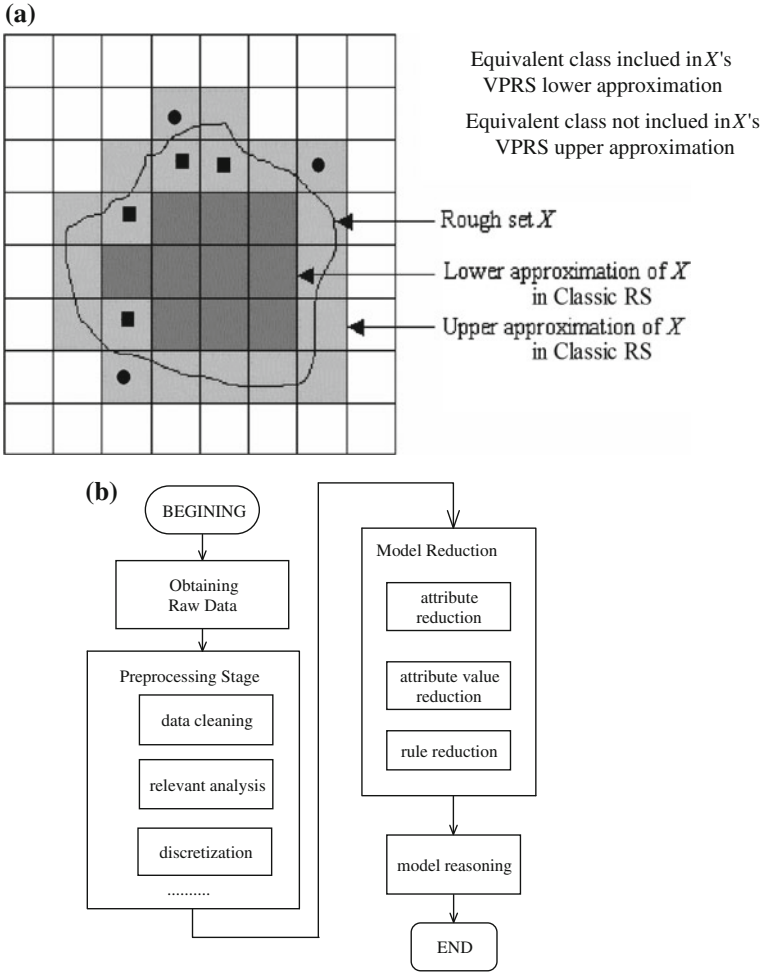 (a)
Equivalent class inclued in X's
VPRS lower approximation
Equivalent class not inclued in X's
VPRS upper approximation
Rough set X
Lower approximation of X
in Classic RS
Upper approximation of X
in Classic RS
(b)
BEGINING
Obtaining
Raw Data
Preprocessing Stage
data cleaning
relevant analysis
discretization
..........
Model Reduction
attribute
reduction
attribute value
reduction
rule reduction
model reasoning
END